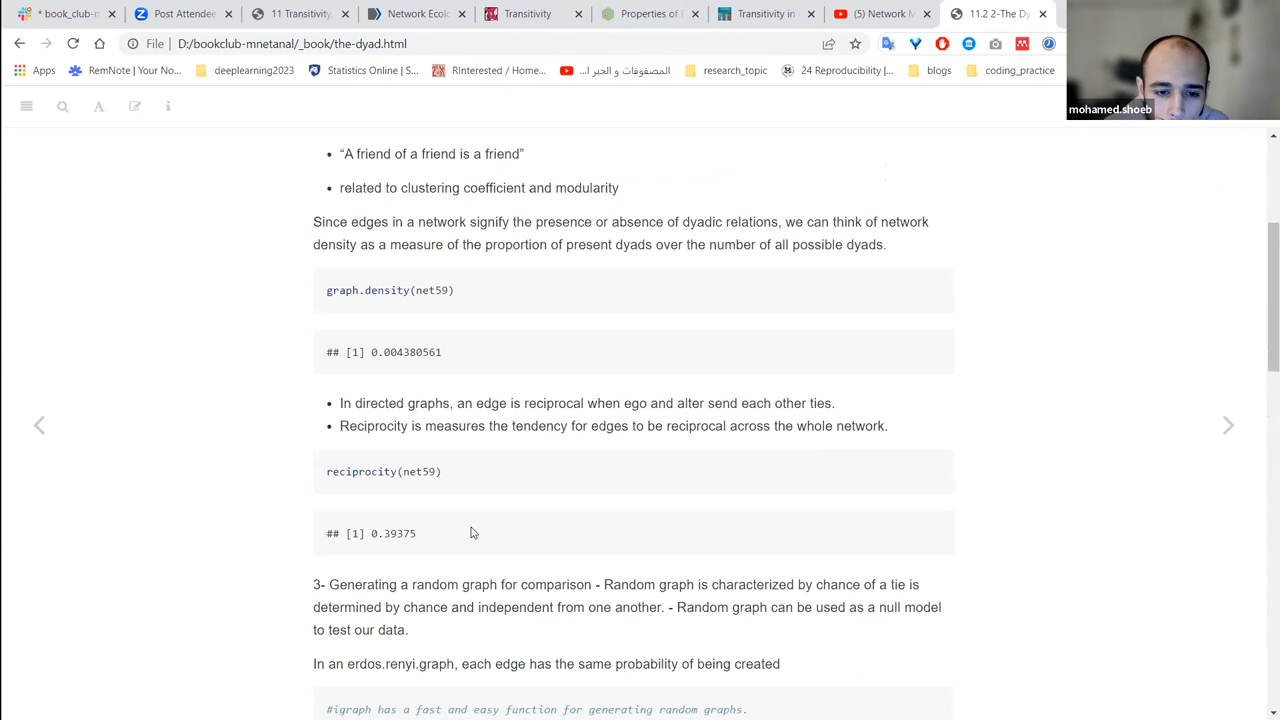 * book_club-m
Post Attendee
11 Transitivity,
Network Ecolo
Transitivity
Properties of N
Transitivity in
(5) Network M
11.2 2-The Dy
File D:/bookclub-mnetanal/_book/the-dyad.html
Apps RemNote | Your No... deeplearning2023 Statistics Online | S... RInterested / Home... المصفوفات و الجبر ا... research_topic 24 Reproducibility... blogs coding_practice
mohamed.shoeb
• “A friend of a friend is a friend”
• related to clustering coefficient and modularity
Since edges in a network signify the presence or absence of dyadic relations, we can think of network
density as a measure of the proportion of present dyads over the number of all possible dyads.
graph.density(net59)
## [1] 0.004380561
• In directed graphs, an edge is reciprocal when ego and alter send each other ties.
• Reciprocity is measures the tendency for edges to be reciprocal across the whole network.
reciprocity(net59)
## [1] 0.39375
3- Generating a random graph for comparison - Random graph is characterized by chance of a tie is
determined by chance and independent from one another. - Random graph can be used as a null model
to test our data.
In an erdos.renyi.graph, each edge has the same probability of being created
#igraph has a fast and easy function for generating random graphs.